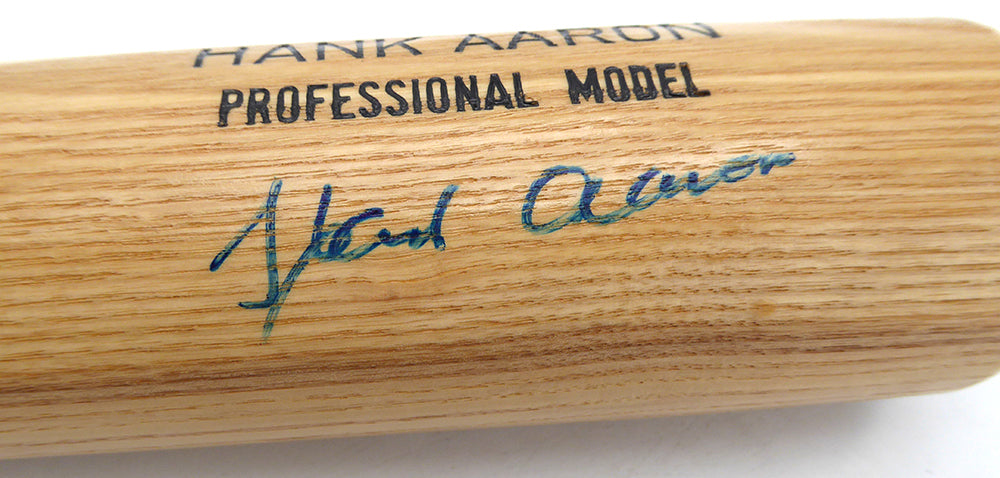 HANK AARON
PROFESSIONAL MODEL
Hank Aaron